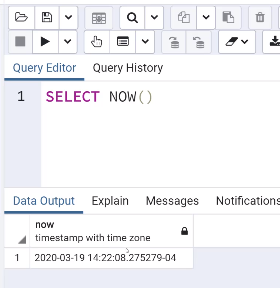 Query Editor Query History
1 SELECT NOW()
Data Output Explain Messages Notifications
now
timestamp with time zone
1 2020-03-19 14:22:08.275279-04